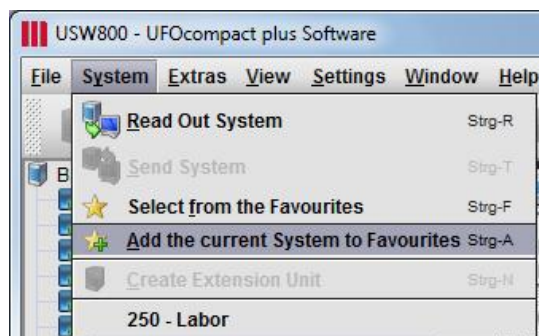 USW800 - UFOcompact plus Software
File System Extras View Settings Window Help
Read Out System Strg-R
Send System Strg-T
Select from the Favourites Strg-F
Add the current System to Favourites Strg-A
Create Extension Unit Strg-N
250 - Labor